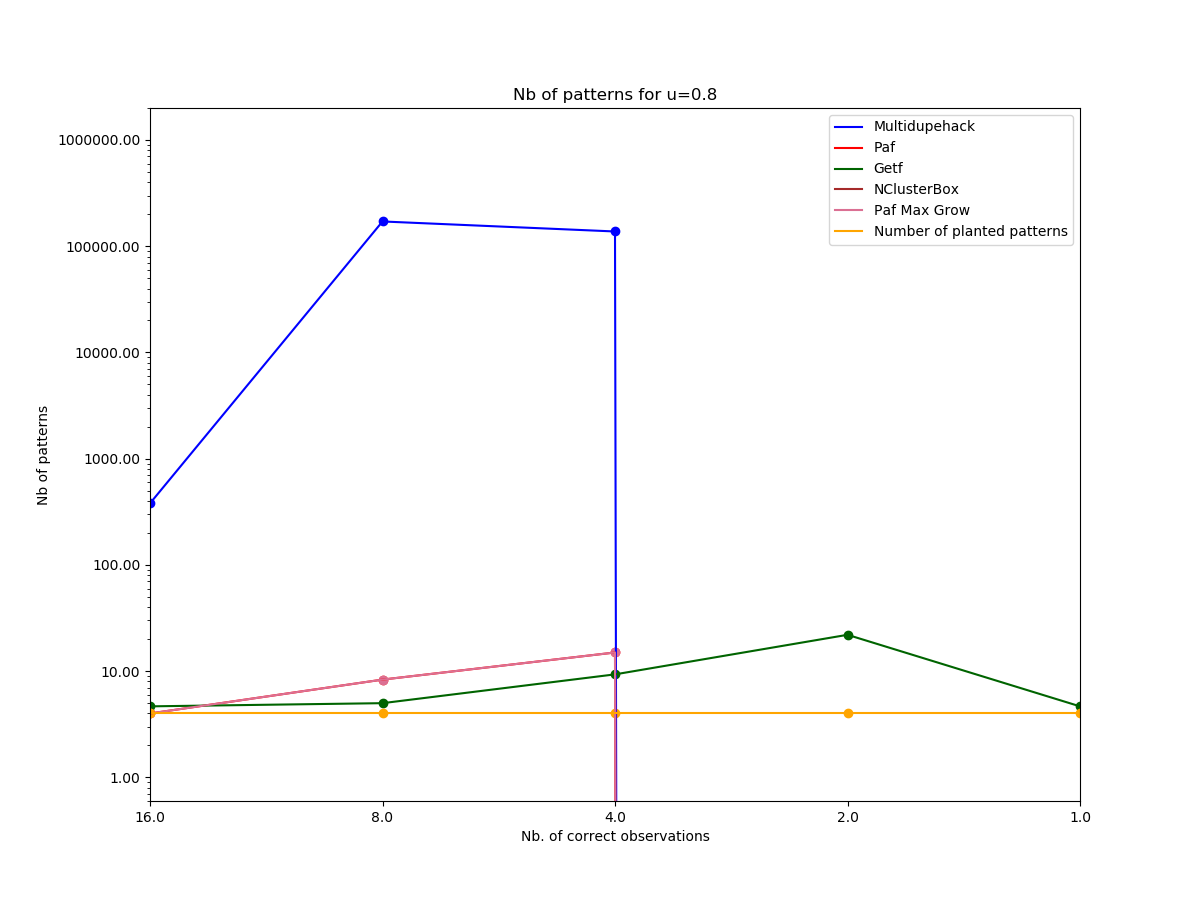 Nb of patterns for u=0.8
Multidupehack
Paf
Getf
NClusterBox
Paf Max Grow
Number of planted patterns
1000000.00
100000.00
10000.00
1000.00
100.00
10.00
1.00
Nb of patterns
16.0 8.0 4.0 2.0 1.0
Nb. of correct observations